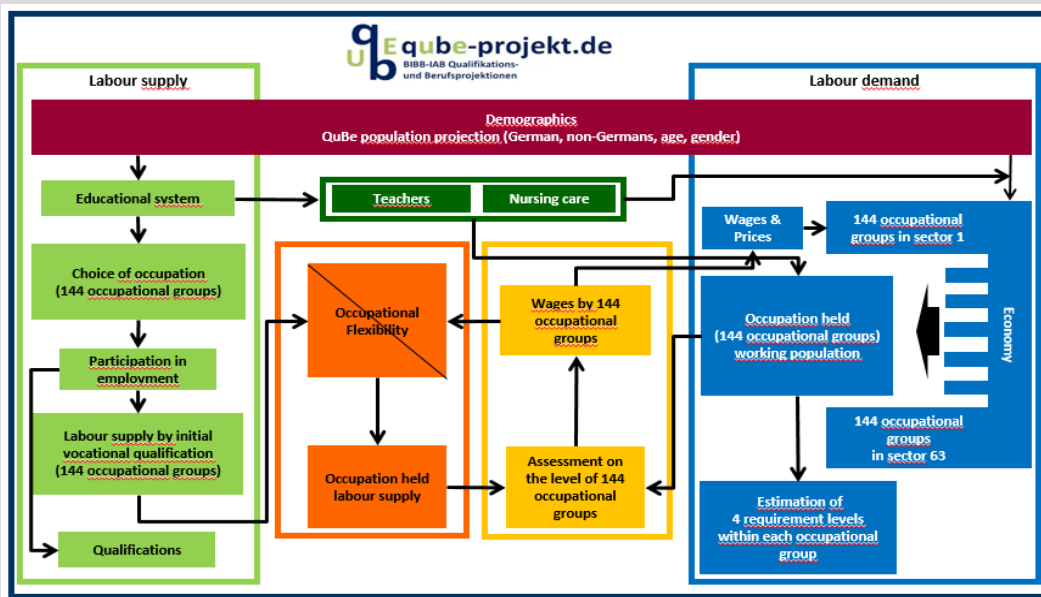 qube-projekt.de
BIBB-IAB Qualifikations-
und Berufsprojektionen
Labour supply
Labour demand
Demographics
QuBe population projection (German, non-Germans, age, gender)
Educational system
Teachers
Nursing care
Wages &
Prices
144 occupational
groups in sector 1
Choice of occupation
(144 occupational groups)
Occupational
Flexibility
Wages by 144
occupational
groups
Occupation held
(144 occupational groups)
working population
Economy
Participation in
employment
Labour supply by initial
vocational qualification
(144 occupational groups)
Occupation held
labour supply
Assessment on
the level of 144
occupational
groups
144 occupational
groups
in sector 63
Estimation of
4 requirement levels
within each occupational
group
Qualifications